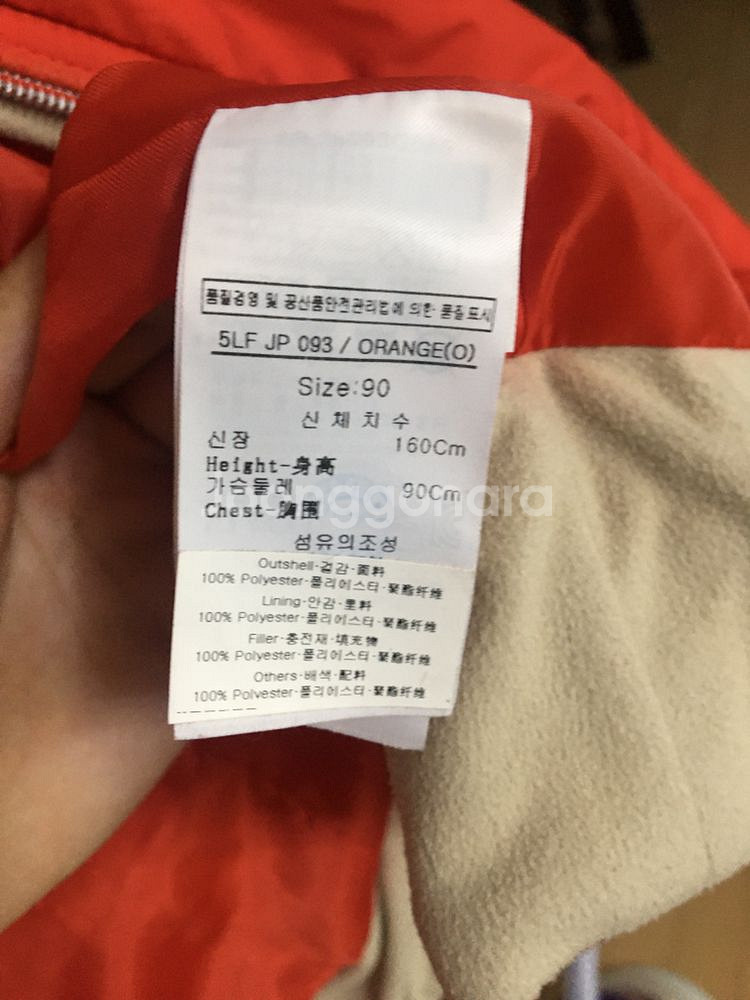 품질경영 및 공산품안전관리법에 의한 품질표시
5LF JP 093 / ORANGE(O)
Size:90
신 체 치 수
신장 160Cm
Height-身高
가슴둘레 90Cm
Chest-胸围
섬유의조성
Outshell-겉감-面料
100% Polyester-폴리에스터-聚酯纤维
Lining-안감-里料
100% Polyester-폴리에스터-聚酯纤维
Filler-충전재-填充物
100% Polyester-폴리에스터-聚酯纤维
Others-배색-配料
100% Polyester-폴리에스터-聚酯纤维